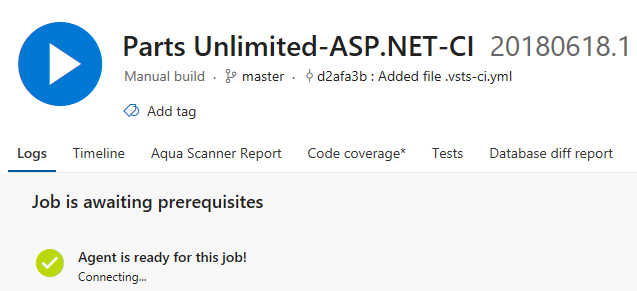 Parts Unlimited-ASP.NET-CI 20180618.1
Manual build · master · d2afa3b : Added file .vsts-ci.yml
Add tag
Logs Timeline Aqua Scanner Report Code coverage* Tests Database diff report
Job is awaiting prerequisites
Agent is ready for this job!
Connecting...